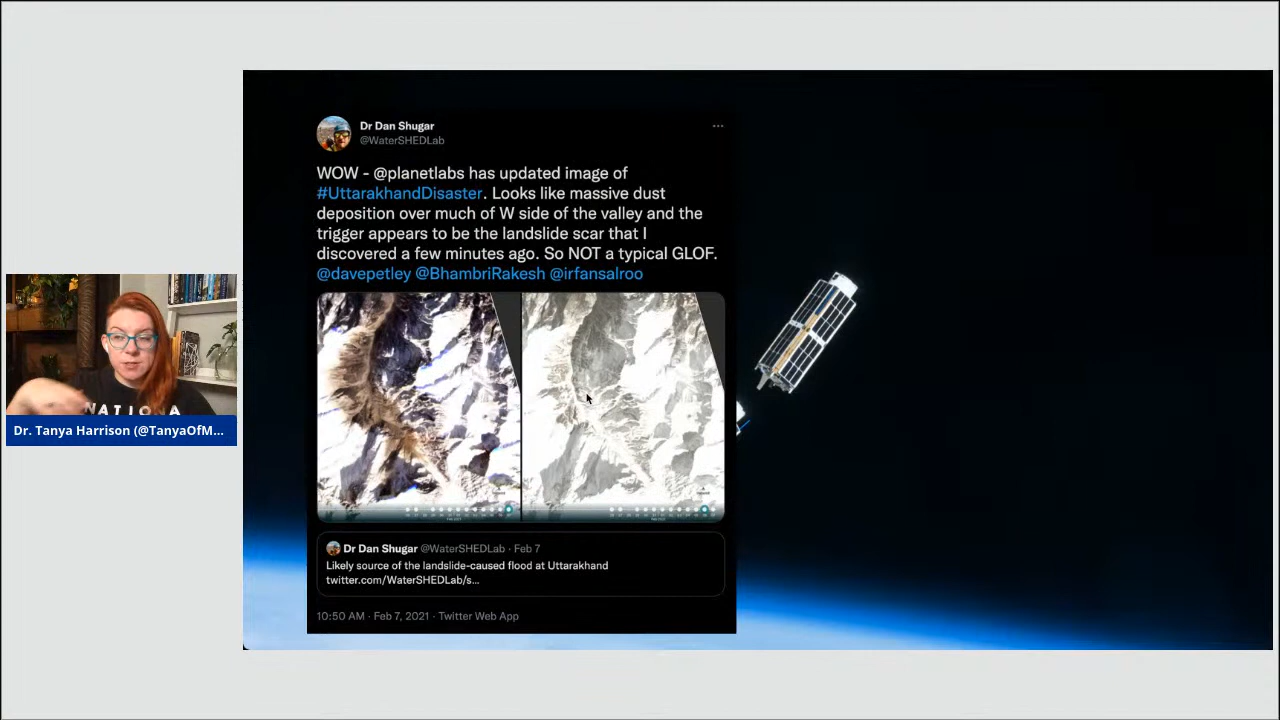 Dr Dan Shugar
@WaterSHEDLab
WOW - @planetlabs has updated image of
#UttarakhandDisaster. Looks like massive dust
deposition over much of W side of the valley and the
trigger appears to be the landslide scar that I
discovered a few minutes ago. So NOT a typical GLOF.
@davepetley @BhambriRakesh @irfansalroo
Dr Dan Shugar @WaterSHEDLab · Feb 7
Likely source of the landslide-caused flood at Uttarakhand
twitter.com/WaterSHEDLab/s...
10:50 AM · Feb 7, 2021 · Twitter Web App
NATIONA
Dr. Tanya Harrison (@TanyaOfM...